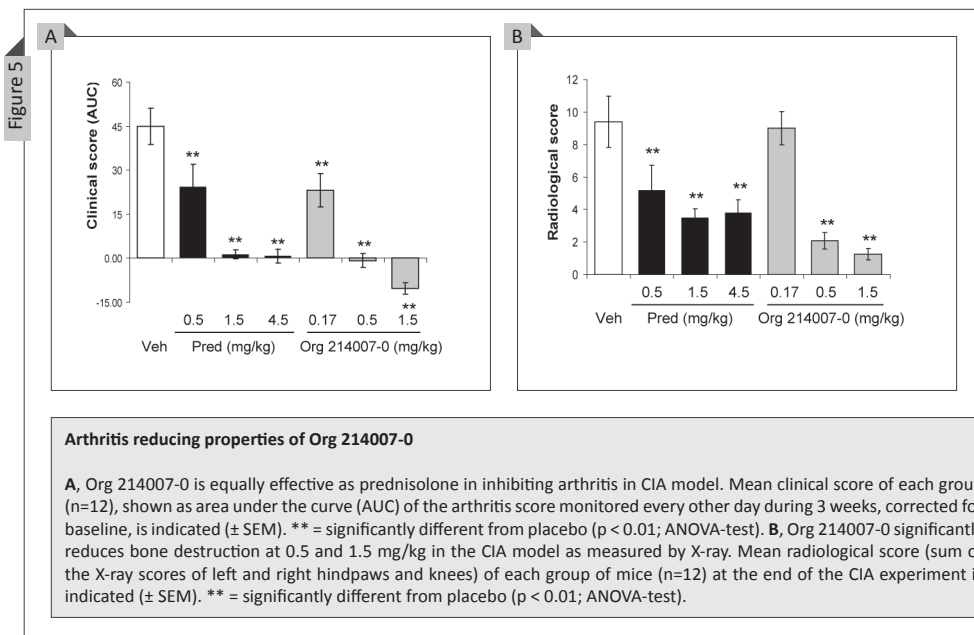 Figure 5
A
Clinical score (AUC)
60
45
30
15
0.00
-15.00
**
**
**
**
**
**
0.5 1.5 4.5 0.17 0.5 1.5
Veh Pred (mg/kg) Org 214007-0 (mg/kg)
B
Radiological score
12
10
8
6
4
2
0
**
**
**
**
**
0.5 1.5 4.5 0.17 0.5 1.5
Veh Pred (mg/kg) Org 214007-0 (mg/kg)
Arthritis reducing properties of Org 214007-0
A, Org 214007-0 is equally effective as prednisolone in inhibiting arthritis in CIA model. Mean clinical score of each group
(n=12), shown as area under the curve (AUC) of the arthritis score monitored every other day during 3 weeks, corrected fo
baseline, is indicated (± SEM). ** = significantly different from placebo (p < 0.01; ANOVA-test). B, Org 214007-0 significantl
reduces bone destruction at 0.5 and 1.5 mg/kg in the CIA model as measured by X-ray. Mean radiological score (sum o
the X-ray scores of left and right hindpaws and knees) of each group of mice (n=12) at the end of the CIA experiment i
indicated (± SEM). ** = significantly different from placebo (p < 0.01; ANOVA-test).